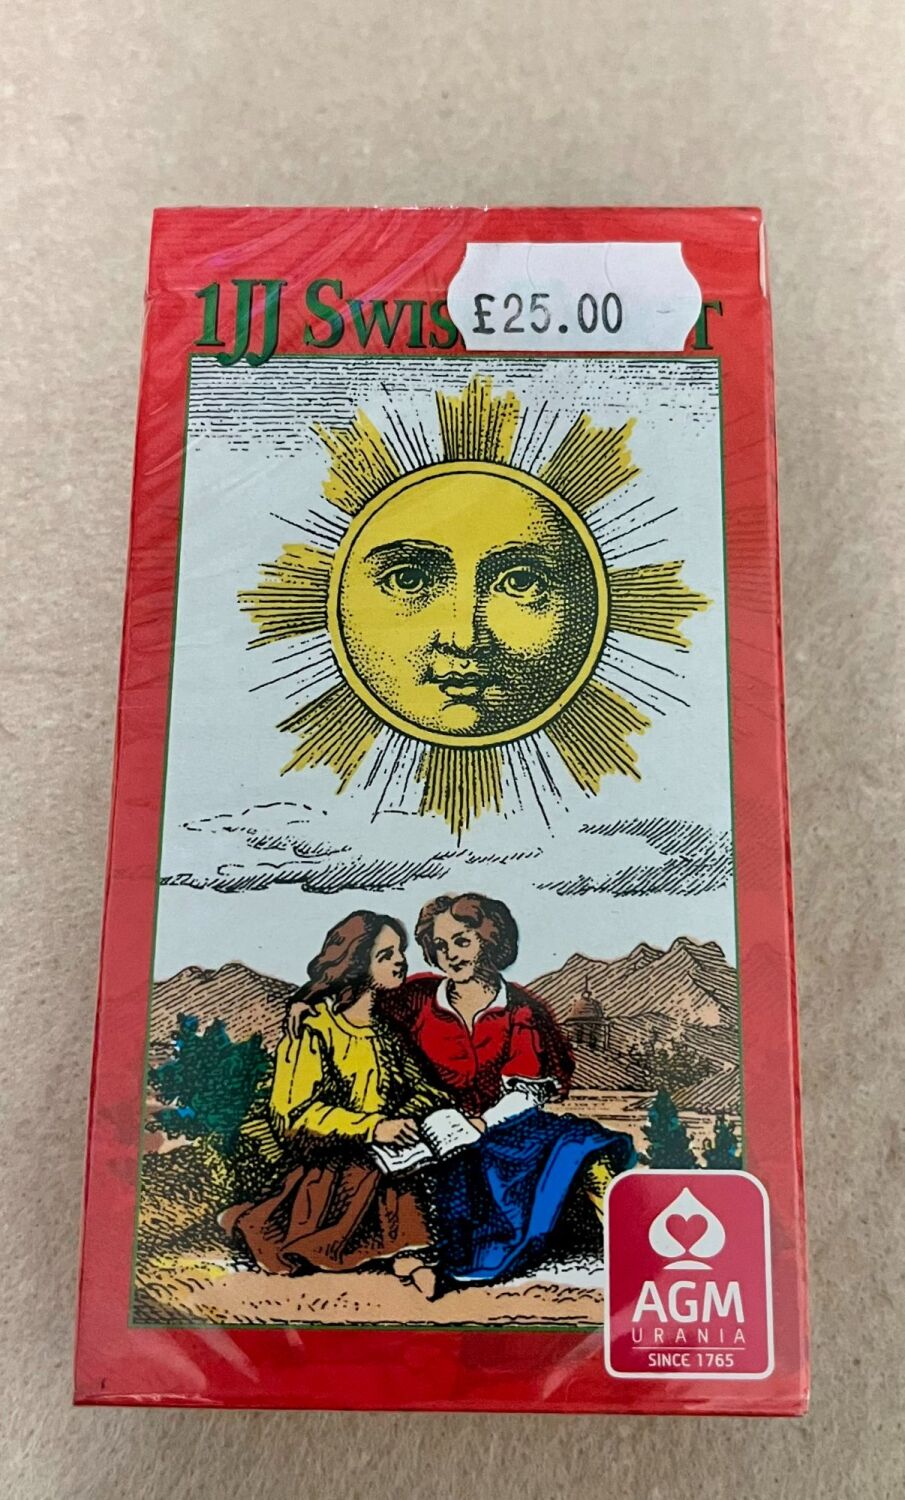 1JJ SWIS
£25.00
T
AGM
URANIA
SINCE 1765